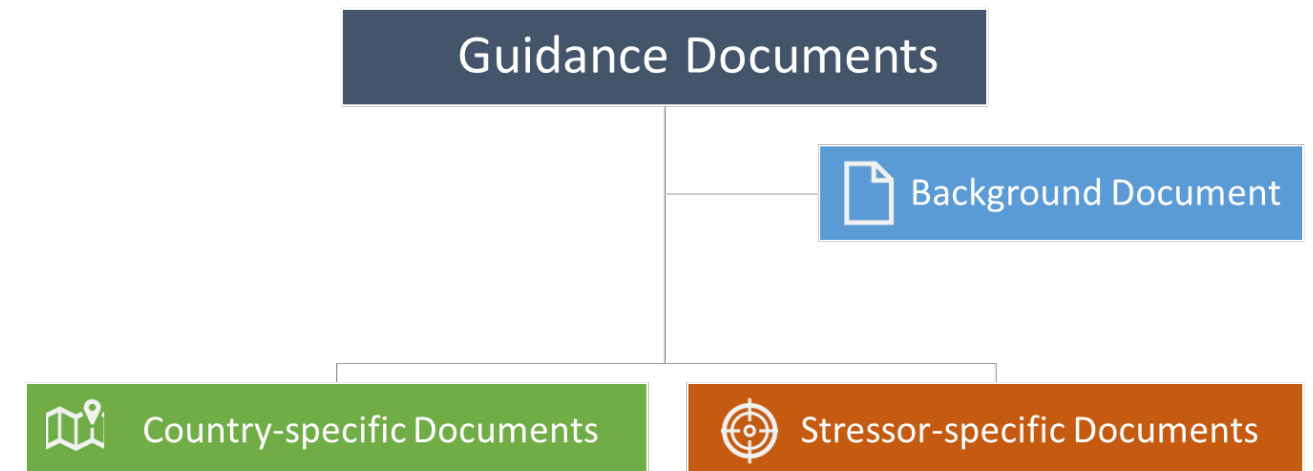 Guidance Documents
Background Document
Country-specific Documents
Stressor-specific Documents